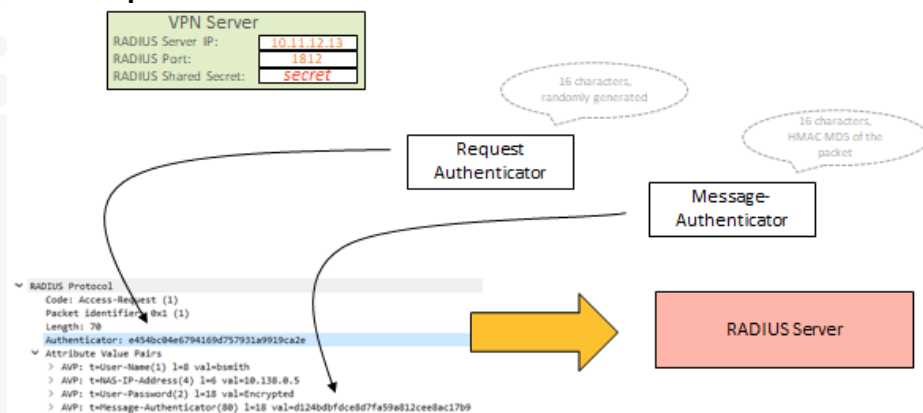 VPN Server
RADIUS Server IP: 10.11.12.13
RADIUS Port: 1812
RADIUS Shared Secret: secret
16 characters,
randomly generated
16 characters,
HMAC-MD5 of the
packet
Request
Authenticator
Message-
Authenticator
RADIUS Protocol
Code: Access-Request (1)
Packet identifier: 0x1 (1)
Length: 70
Authenticator: e454bc04e6794169d757931a9919ca2e
Attribute Value Pairs
AVP: t=User-Name(1) l=8 val=bsmith
AVP: t=NAS-IP-Address(4) l=6 val=10.138.0.5
AVP: t=User-Password(2) l=18 val=Encrypted
AVP: t=Message-Authenticator(80) l=18 val=d124bdbfdce8d7fa59a812cee8ac17b9
RADIUS Server